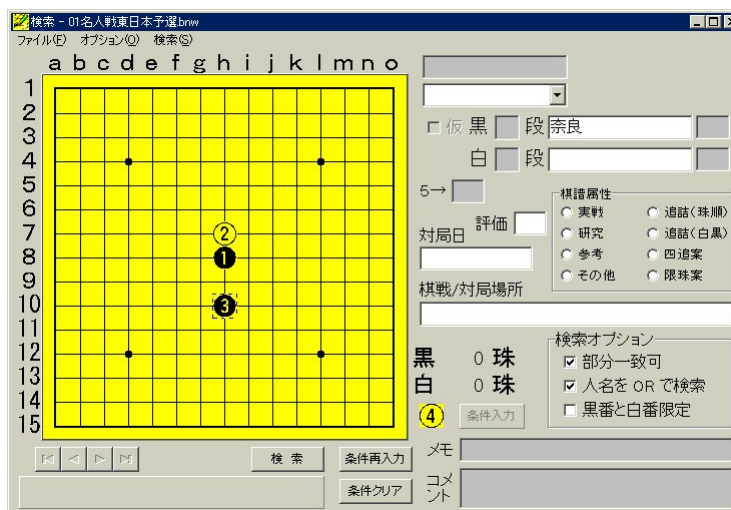 検索 - 01名人戦東日本予選.bnw
ファイル(F) オプション(O) 検索(S)
a b c d e f g h i j k l m n o
1
2
3
4
5
6
7
8
9
10
11
12
13
14
15
②
❶
❸
仮 黒 段 奈良
白 段
5→
評価
対局日
棋譜属性
実戦 追詰(珠順)
研究 追詰(白黒)
参考 四追案
その他 限珠案
棋戦/対局場所
黒 0 珠
白 0 珠
④ 条件入力
検索オプション
部分一致可
人名を OR で検索
黒番と白番限定
検 索 条件再入力
条件クリア
メモ
コメント